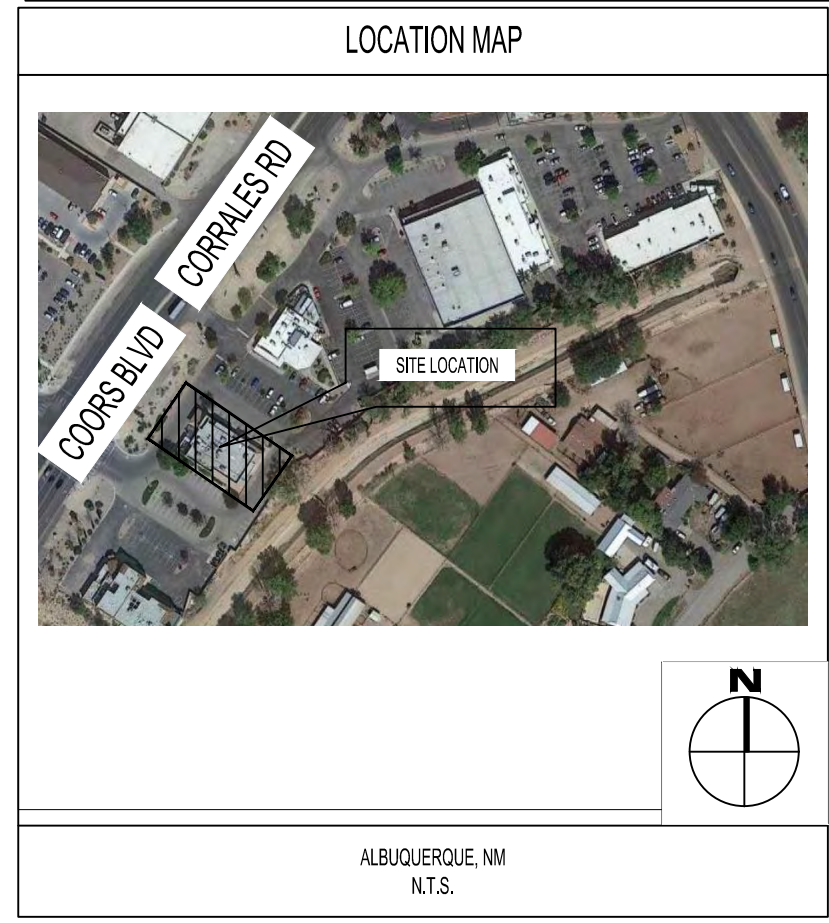 LOCATION MAP
CORRALES RD
COORS BLVD
SITE LOCATION
N
ALBUQUERQUE, NM
N.T.S.